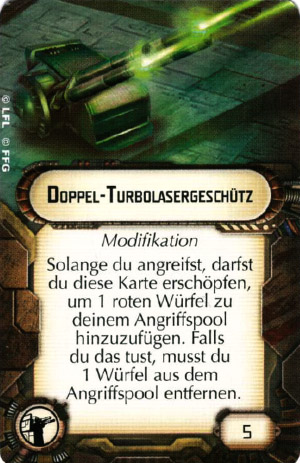 © LFL © FFG
DOPPEL-TURBOLASERGESCHÜTZ
Modifikation
Solange du angreifst, darfst
du diese Karte erschöpfen,
um 1 roten Würfel zu
deinem Angriffspool
hinzuzufügen. Falls
du das tust, musst du
1 Würfel aus dem
Angriffspool entfernen.
5